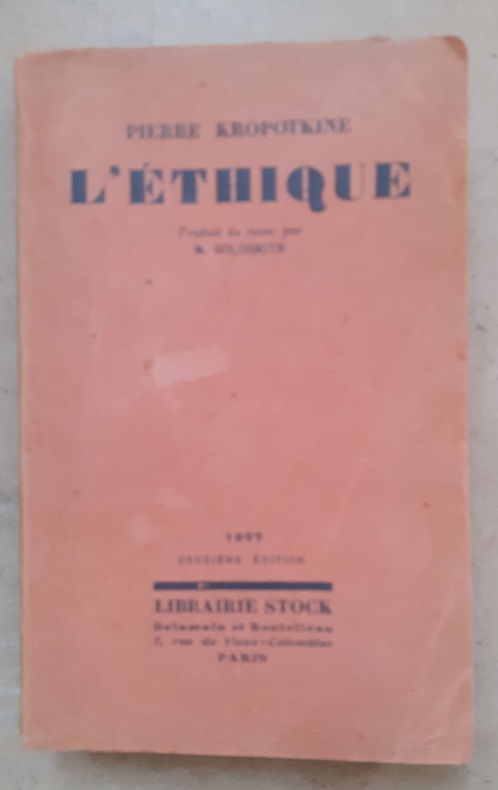 PIERRE KROPOTKINE
L'ÉTHIQUE
Traduit du russe par
M. GOLDSMITH
1927
DEUXIÈME ÉDITION
LIBRAIRIE STOCK
Delamain et Boutelleau
7, rue du Vieux-Colombier
PARIS